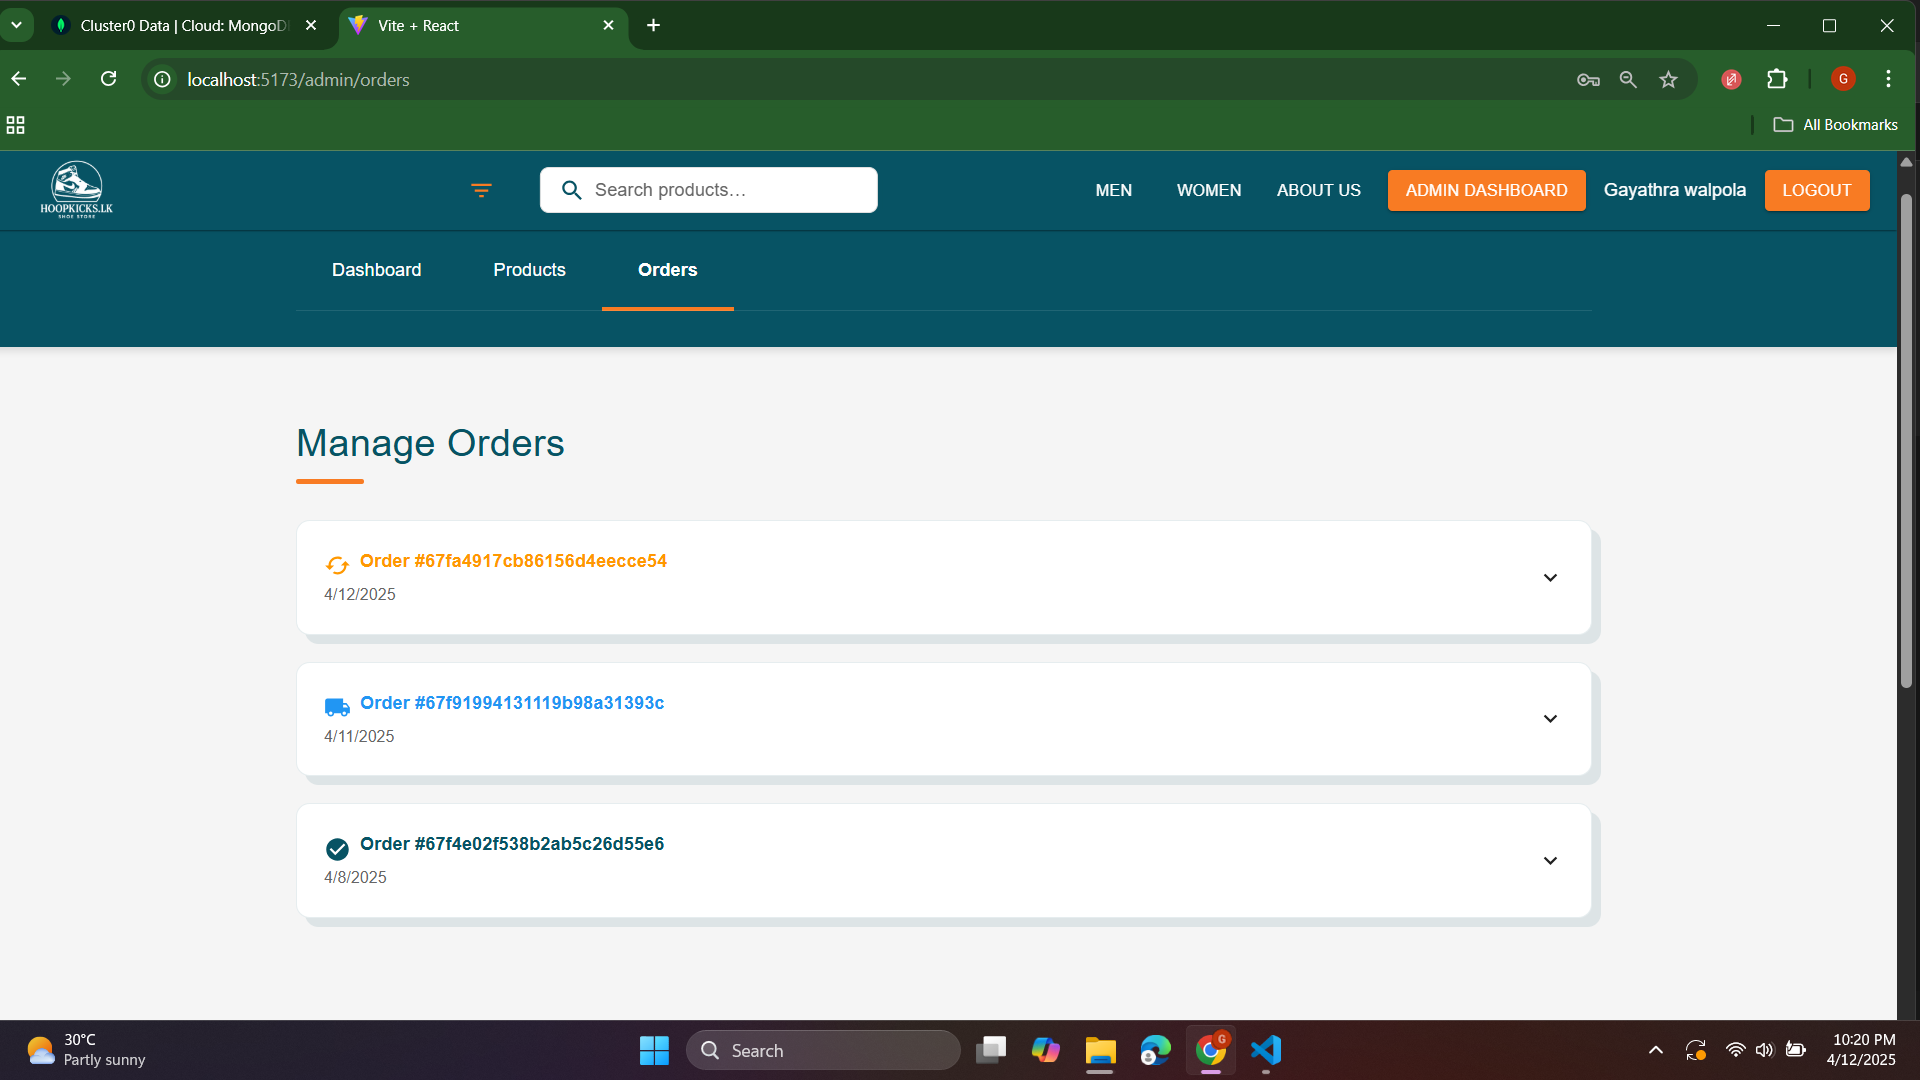 Cluster0 Data | Cloud: MongoD
Vite + React
localhost:5173/admin/orders
G
All Bookmarks
HOOPKICKS.LK
SHOE STORE
Search products…
MEN
WOMEN
ABOUT US
ADMIN DASHBOARD
Gayathra walpola
LOGOUT
Dashboard
Products
Orders
Manage Orders
Order #67fa4917cb86156d4eecce54
4/12/2025
Order #67f91994131119b98a31393c
4/11/2025
Order #67f4e02f538b2ab5c26d55e6
4/8/2025
30°C
Partly sunny
Search
G
10:20 PM
4/12/2025